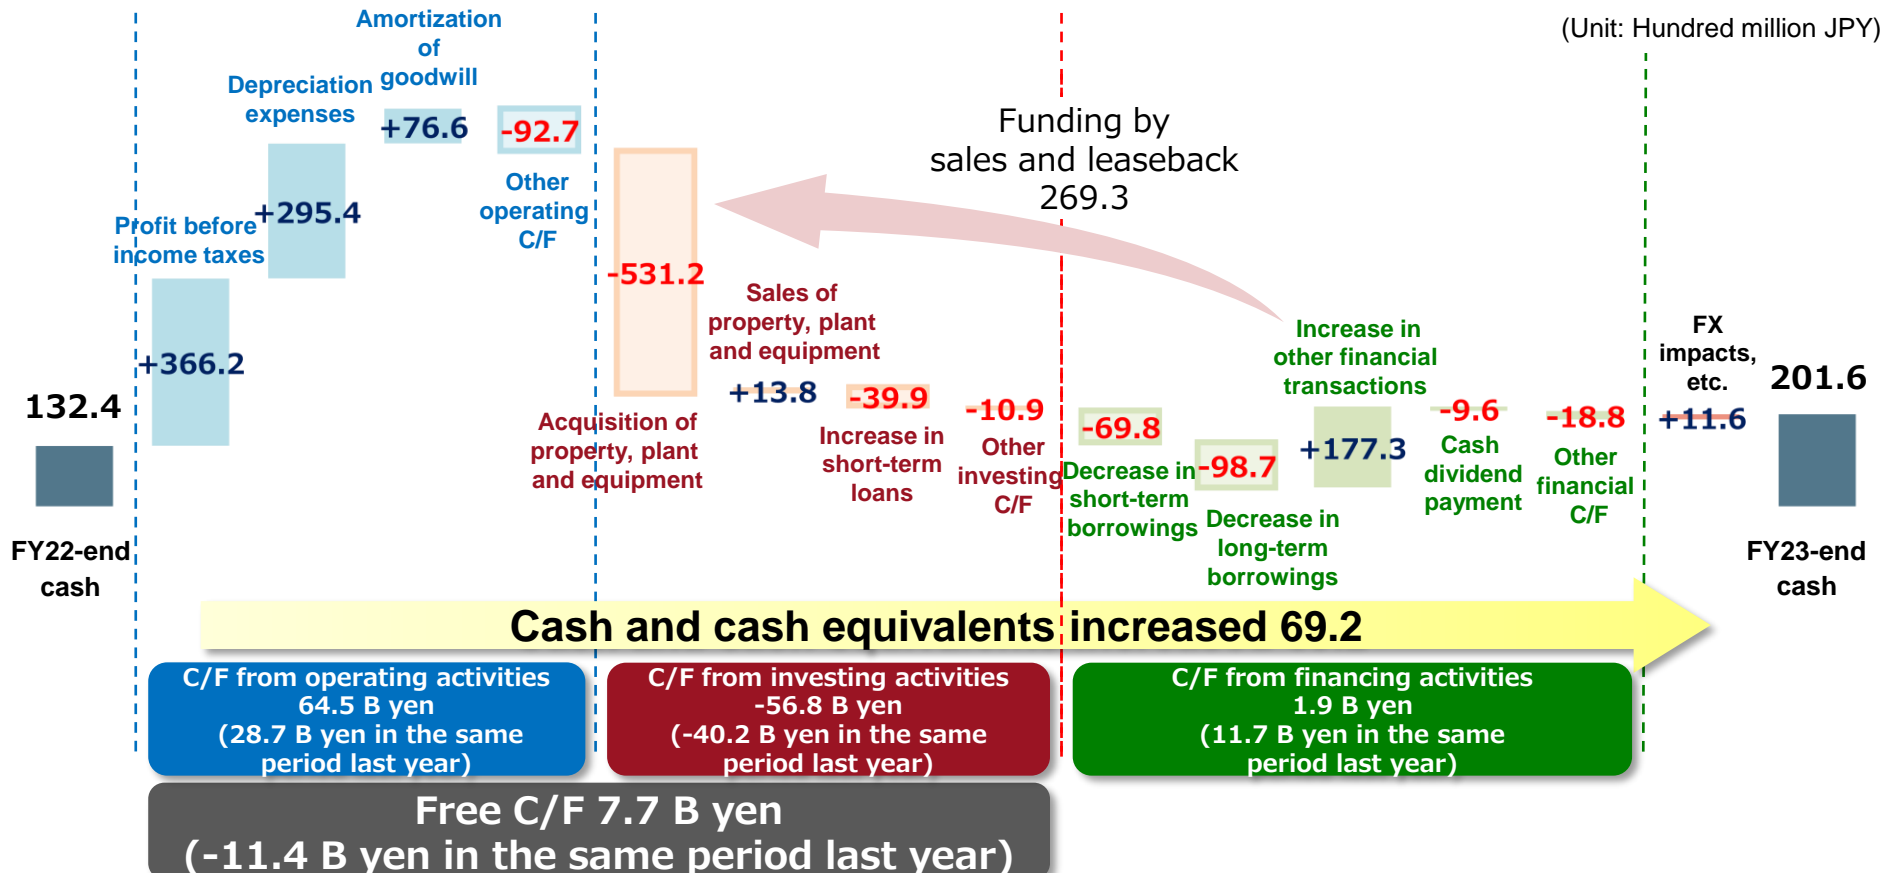 (Unit: Hundred million JPY)
132.4
FY22-end
cash
Profit before
income taxes
+366.2
Depreciation
expenses
+295.4
Amortization
of
goodwill
+76.6
-92.7
Other
operating
C/F
-531.2
Acquisition of
property, plant
and equipment
Sales of
property, plant
and equipment
+13.8
-39.9
Increase in
short-term
loans
-10.9
Other
investing
C/F
Funding by
sales and leaseback
269.3
-69.8
Decrease in
short-term
borrowings
-98.7
Decrease in
long-term
borrowings
Increase in
other financial
transactions
+177.3
-9.6
Cash
dividend
payment
-18.8
Other
financial
C/F
FX
impacts,
etc.
+11.6
201.6
FY23-end
cash
Cash and cash equivalents increased 69.2
C/F from operating activities
64.5 B yen
(28.7 B yen in the same
period last year)
C/F from investing activities
-56.8 B yen
(-40.2 B yen in the same
period last year)
C/F from financing activities
1.9 B yen
(11.7 B yen in the same
period last year)
Free C/F 7.7 B yen
(-11.4 B yen in the same period last year)